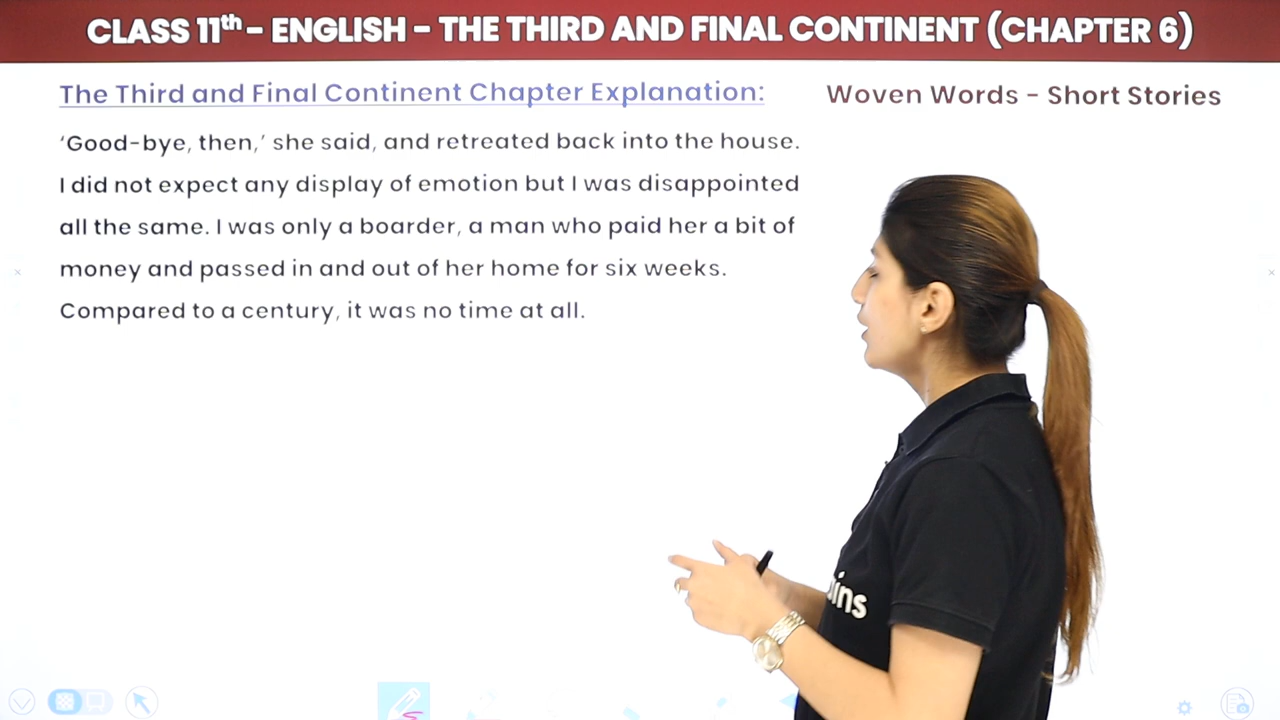 CLASS 11th - ENGLISH - THE THIRD AND FINAL CONTINENT (CHAPTER 6)
The Third and Final Continent Chapter Explanation:
Woven Words - Short Stories
‘Good-bye, then,’ she said, and retreated back into the house.
I did not expect any display of emotion but I was disappointed
all the same. I was only a boarder, a man who paid her a bit of
money and passed in and out of her home for six weeks.
Compared to a century, it was no time at all.